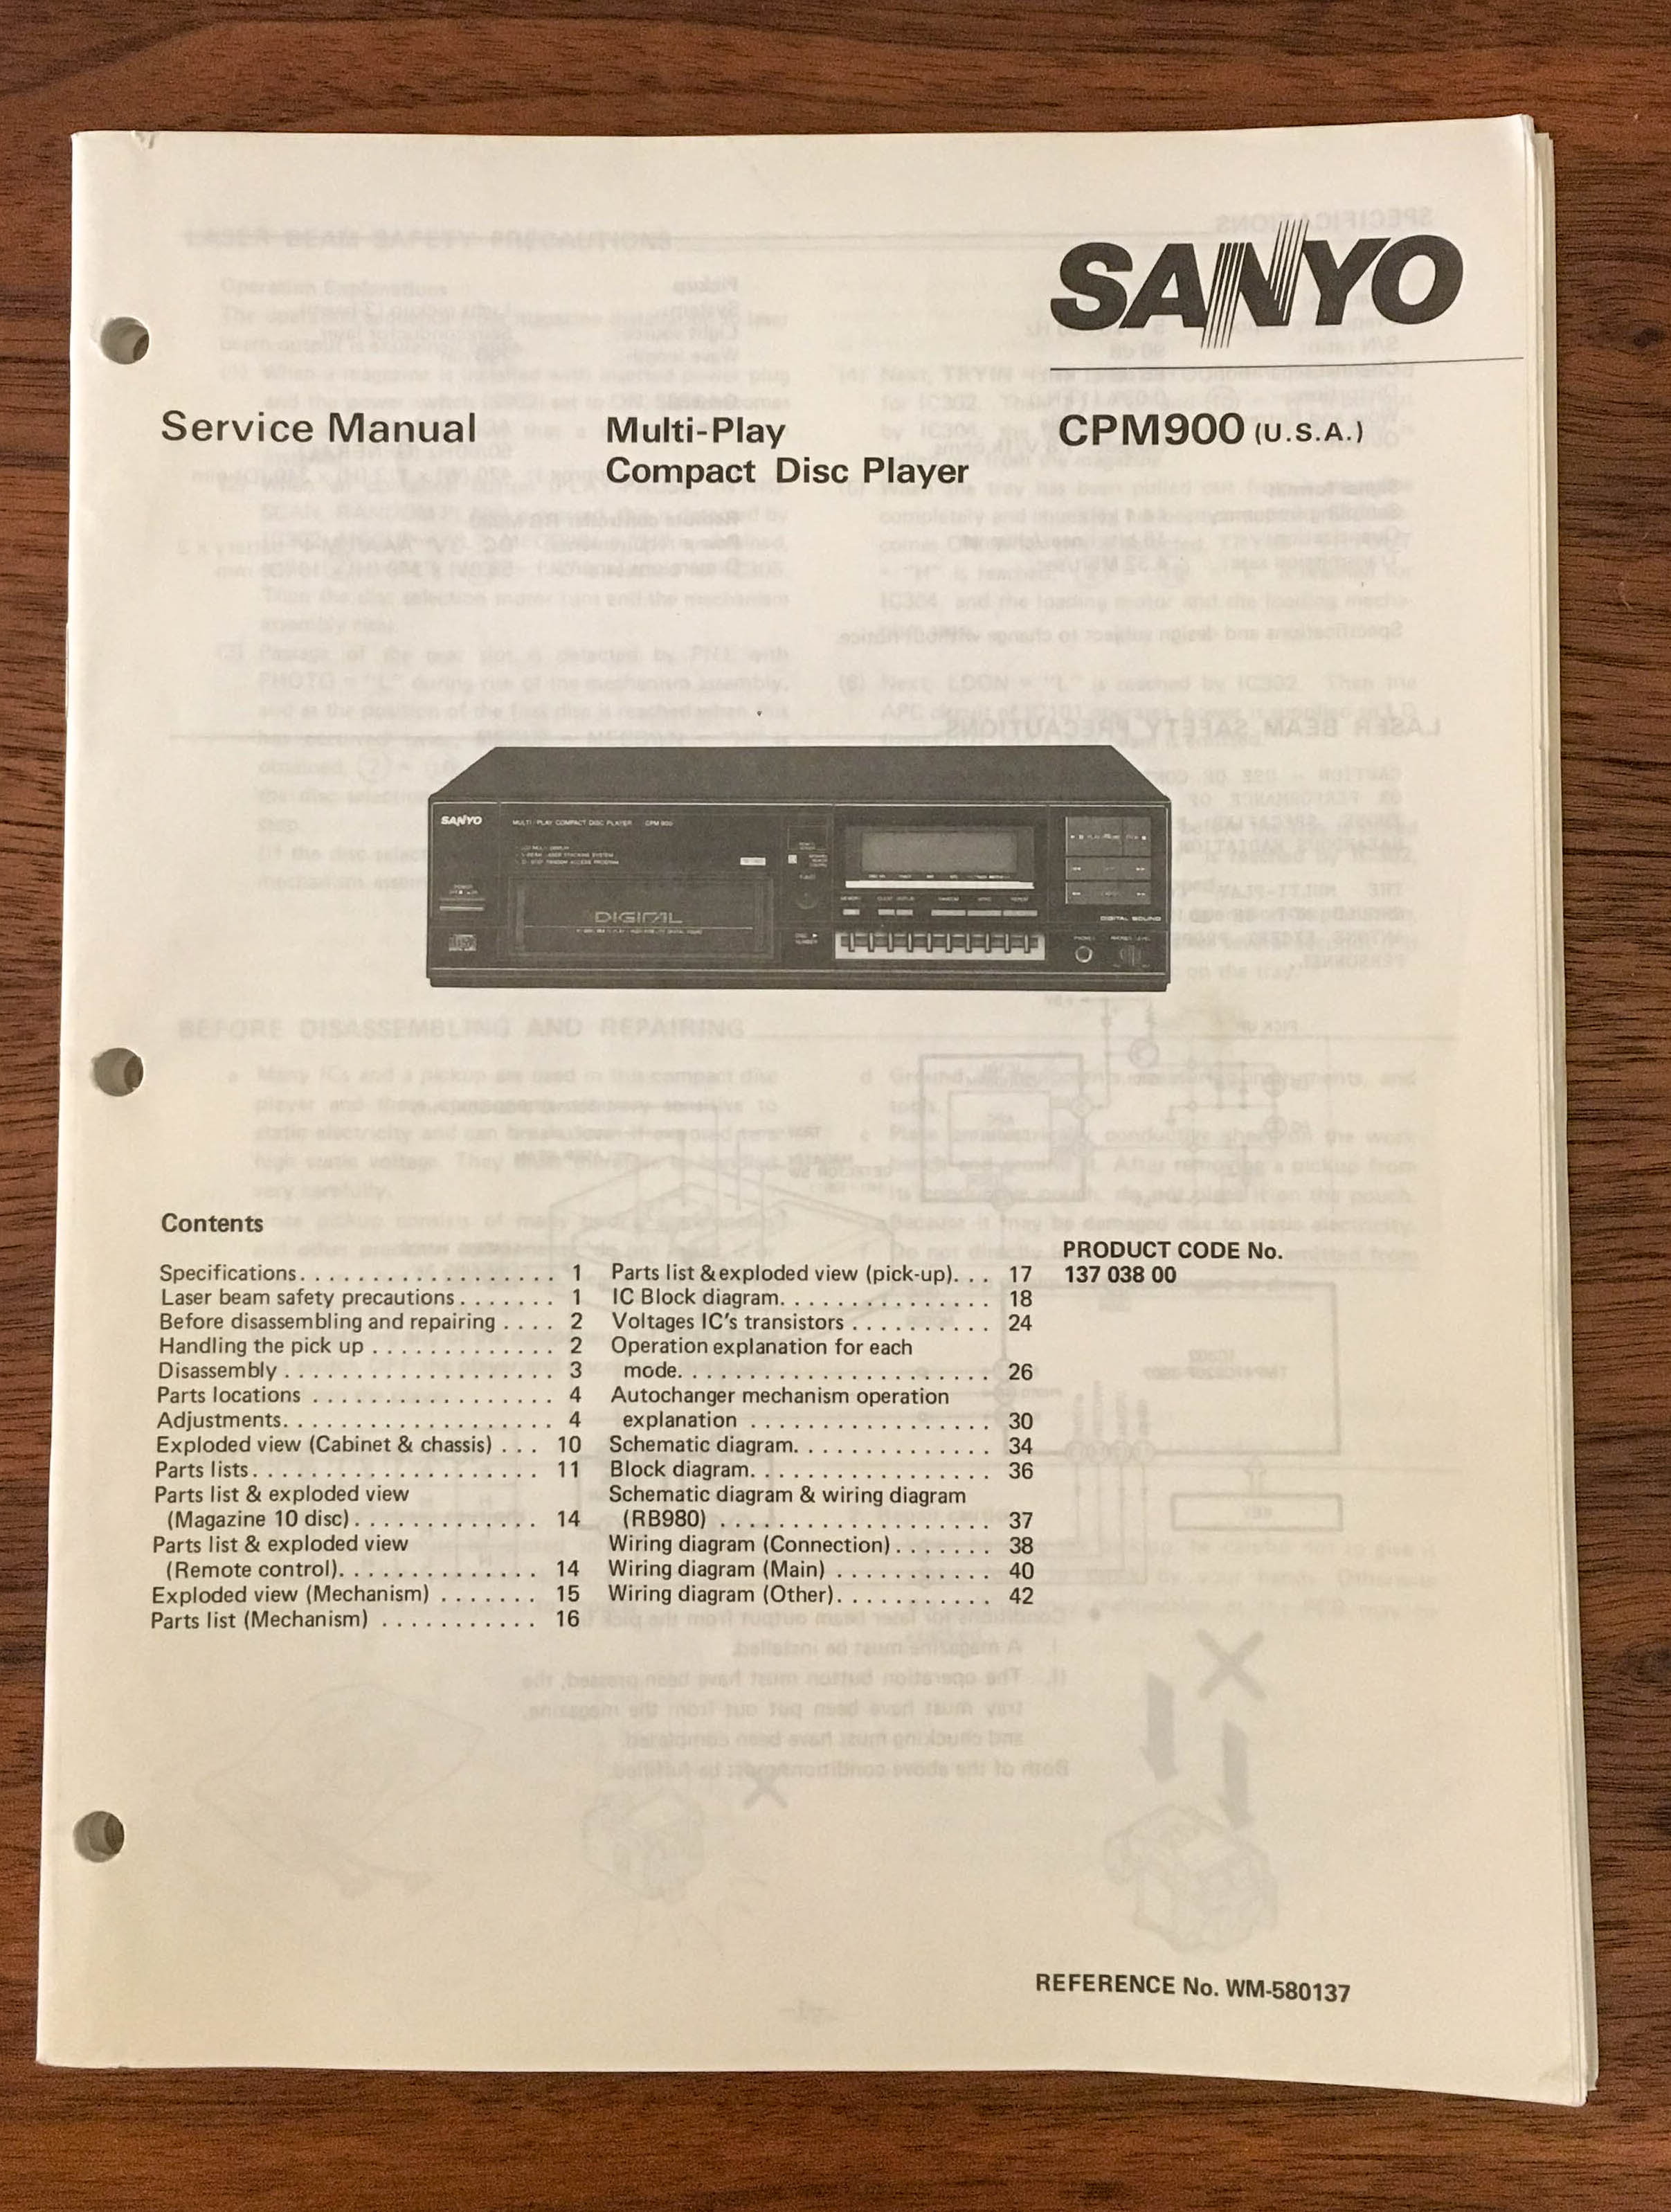 SANYO
Service Manual
Multi-Play
Compact Disc Player
CPM900 (U.S.A.)
SANYO
MULTI-PLAY COMPACT DISC PLAYER CPM 900
DIGITAL
DIGITAL SOUND
Contents
Specifications. . . . . . . . . . . . . . . . . . 1
Laser beam safety precautions . . . . . . . 1
Before disassembling and repairing . . . . 2
Handling the pick up . . . . . . . . . . . . . 2
Disassembly . . . . . . . . . . . . . . . . . . . 3
Parts locations . . . . . . . . . . . . . . . . . 4
Adjustments. . . . . . . . . . . . . . . . . . . 4
Exploded view (Cabinet & chassis) . . . 10
Parts lists. . . . . . . . . . . . . . . . . . . . 11
Parts list & exploded view
(Magazine 10 disc) . . . . . . . . . . . . . 14
Parts list & exploded view
(Remote control). . . . . . . . . . . . . . 14
Exploded view (Mechanism) . . . . . . . 15
Parts list (Mechanism) . . . . . . . . . . . 16
Parts list & exploded view (pick-up). . . 17
IC Block diagram. . . . . . . . . . . . . . . 18
Voltages IC's transistors . . . . . . . . . . 24
Operation explanation for each
mode. . . . . . . . . . . . . . . . . . . . . . 26
Autochanger mechanism operation
explanation . . . . . . . . . . . . . . . . . 30
Schematic diagram. . . . . . . . . . . . . . 34
Block diagram. . . . . . . . . . . . . . . . . 36
Schematic diagram & wiring diagram
(RB980) . . . . . . . . . . . . . . . . . . . 37
Wiring diagram (Connection) . . . . . . . 38
Wiring diagram (Main) . . . . . . . . . . . 40
Wiring diagram (Other). . . . . . . . . . . 42
PRODUCT CODE No.
137 038 00
REFERENCE No. WM-580137